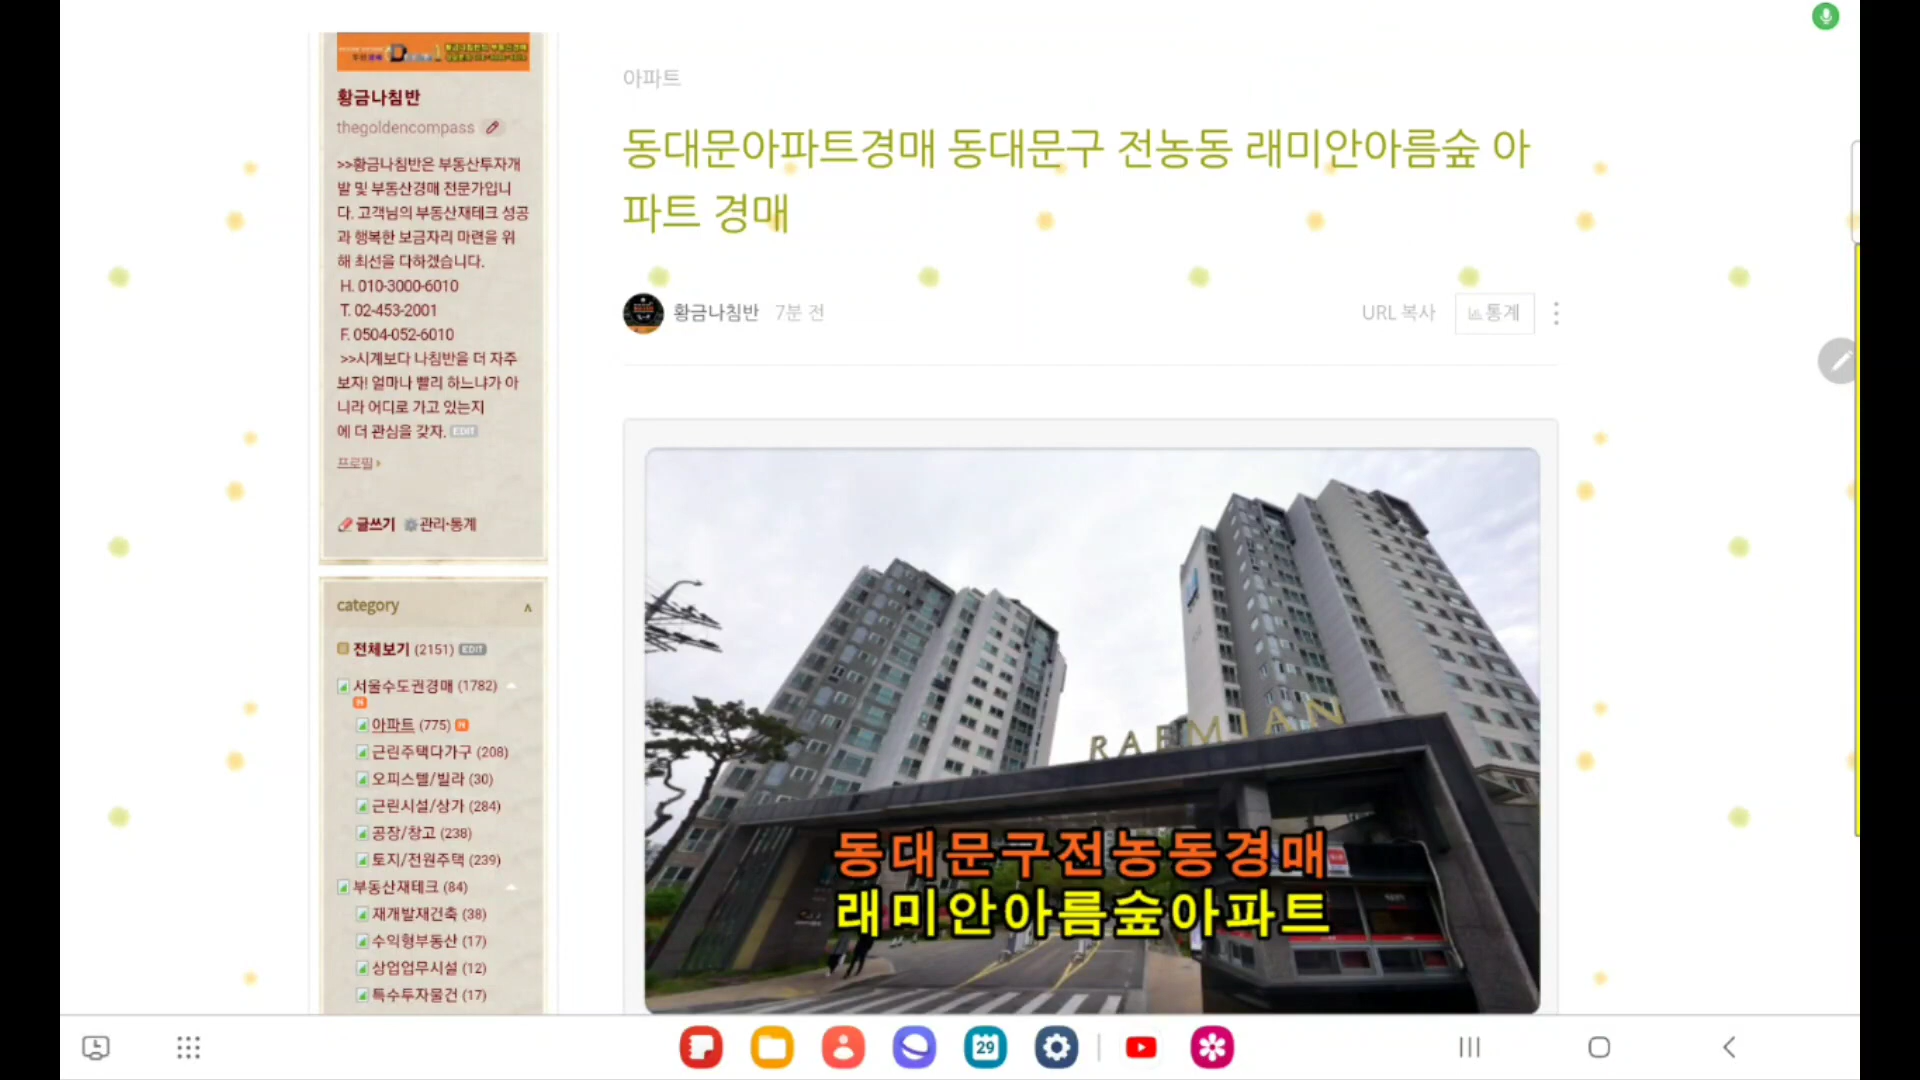 황금나침반
thegoldencompass
>>황금나침반은 부동산투자개
발 및 부동산경매 전문가입니
다. 고객님의 부동산재테크 성공
과 행복한 보금자리 마련을 위
해 최선을 다하겠습니다.
H. 010-3000-6010
T. 02-453-2001
F. 0504-052-6010
>>시계보다 나침반을 더 자주
보자! 얼마나 빨리 하느냐가 아
니라 어디로 가고 있는지
에 더 관심을 갖자. EDIT
프로필
글쓰기 관리·통계
category
전체보기 (2151) EDIT
서울수도권경매 (1782)
N
아파트 (775) N
근린주택다가구 (208)
오피스텔/빌라 (30)
근린시설/상가 (284)
공장/창고 (238)
토지/전원주택 (239)
부동산재테크 (84)
재개발재건축 (38)
수익형부동산 (17)
상업업무시설 (12)
특수투자물건 (17)
아파트
동대문아파트경매 동대문구 전농동 래미안아름숲 아
파트 경매
황금나침반 7분 전
URL 복사 통계
RAEMIAN
동대문구전농동경매
래미안아름숲아파트
29